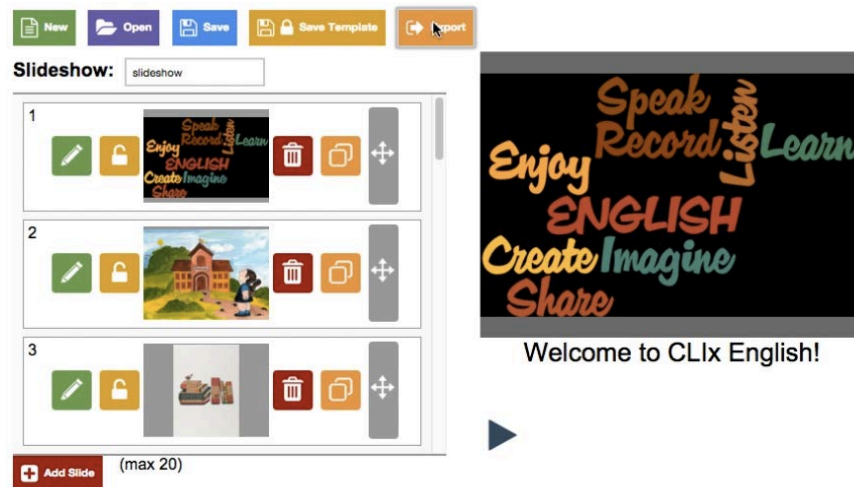 New Open Save Save Template Export
Slideshow: slideshow
1
Speak
Record
Listen
Learn
Enjoy
ENGLISH
Create Imagine
Share
2
3
Add Slide (max 20)
Speak
Record
Listen
Learn
Enjoy
ENGLISH
Create Imagine
Share
Welcome to CLIx English!